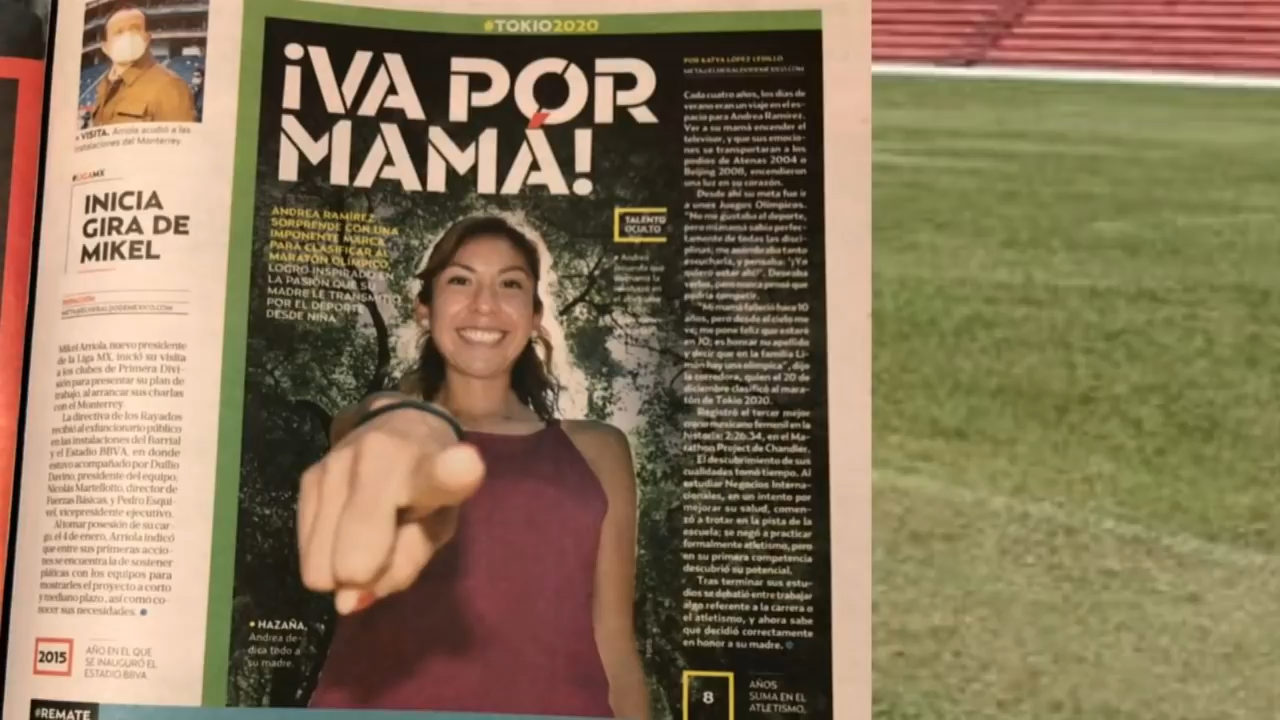 VISITA. Arriola acudió a las
instalaciones del Monterrey.
#LIGAMX
INICIA
GIRA DE
MIKEL
REDACCIÓN
META@ELHERALDODEMEXICO.COM
Mikel Arriola, nuevo presidente
de la Liga MX, inició su visita
a los clubes de Primera Divi-
sión para presentar su plan de
trabajo, al arrancar sus charlas
con el Monterrey.
La directiva de los Rayados
recibió al exfuncionario público
en las instalaciones del Barrial
y el Estadio BBVA, en donde
estuvo acompañado por Duilio
Davino, presidente del equipo;
Nicolás Martellotto, director de
Fuerzas Básicas, y Pedro Esqui-
vel, vicepresidente ejecutivo.
Al tomar posesión de su car-
go, el 4 de enero, Arriola indicó
que entre sus primeras accio-
nes se encuentra la de sostener
pláticas con los equipos para
mostrarles el proyecto a corto
y mediano plazo, así como co-
nocer sus necesidades.
2015
AÑO EN EL QUE
SE INAUGURÓ EL
ESTADIO BBVA.
#REMATE
#TOKIO2020
¡VA POR
MAMÁ!
ANDREA RAMÍREZ
SORPRENDE CON UNA
IMPONENTE MARCA
PARA CLASIFICAR AL
MARATÓN OLÍMPICO,
LOGRO INSPIRADO EN
LA PASIÓN QUE SU
MADRE LE TRANSMITIÓ
POR EL DEPORTE
DESDE NIÑA
TALENTO
OCULTO
Andrea
HAZAÑA.
Andrea de-
dica todo a
su madre.
POR KATYA LÓPEZ CEDILLO
META@ELHERALDODEMEXICO.COM
Cada cuatro años, los días de
verano eran un viaje en el es-
pacio para Andrea Ramírez.
Ver a su mamá encender el
televisor, y que sus emocio-
nes se transportaran a los
podios de Atenas 2004 o
Beijing 2008, encendieron
una luz en su corazón.
Desde ahí su meta fue ir
a unos Juegos Olímpicos.
"No me gustaba el deporte,
pero mi mamá sabía perfec-
tamente de todas las disci-
plinas; me asombraba tanto
escucharla, y pensaba: '¡Yo
quiero estar ahí!'. Deseaba
verlos, pero nunca pensé que
podría competir.
"Mi mamá falleció hace 10
años, pero desde el cielo me
ve; me pone feliz que estaré
en JO; es honrar su apellido
y decir que en la familia Li-
món hay una olímpica", dijo
la corredora, quien el 20 de
diciembre clasificó al mara-
tón de Tokio 2020.
Registró el tercer mejor
crono mexicano femenil en la
historia: 2:26:34, en el Ma-
rathon Project de Chandler.
El descubrimiento de sus
cualidades tomó tiempo. Al
estudiar Negocios Interna-
cionales, en un intento por
mejorar su salud, comen-
zó a trotar en la pista de la
escuela; se negó a practicar
formalmente atletismo, pero
en su primera competencia
descubrió su potencial.
Tras terminar sus estu-
dios se debatió entre trabajar
algo referente a la carrera o
el atletismo, y ahora sabe
que decidió correctamente
en honor a su madre.
8
AÑOS
SUMA EN EL
ATLETISMO.